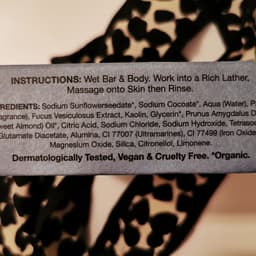 INSTRUCTIONS: Wet Bar & Body. Work into a Rich Lather,
Massage onto Skin then Rinse.
REDIENTS: Sodium Sunflowerseedate*, Sodium Cocoate*, Aqua (Water), P
agrance), Fucus Vesiculosus Extract, Kaolin, Glycerin*, Prunus Amygdalus D
weet Almond) Oil*, Citric Acid, Sodium Chloride, Sodium Hydroxide, Tetrasod
Glutamate Diacetate, Alumina, CI 77007 (Ultramarines), CI 77499 (Iron Oxide
Magnesium Oxide, Silica, Citronellol, Limonene.
Dermatologically Tested, Vegan & Cruelty Free. *Organic.